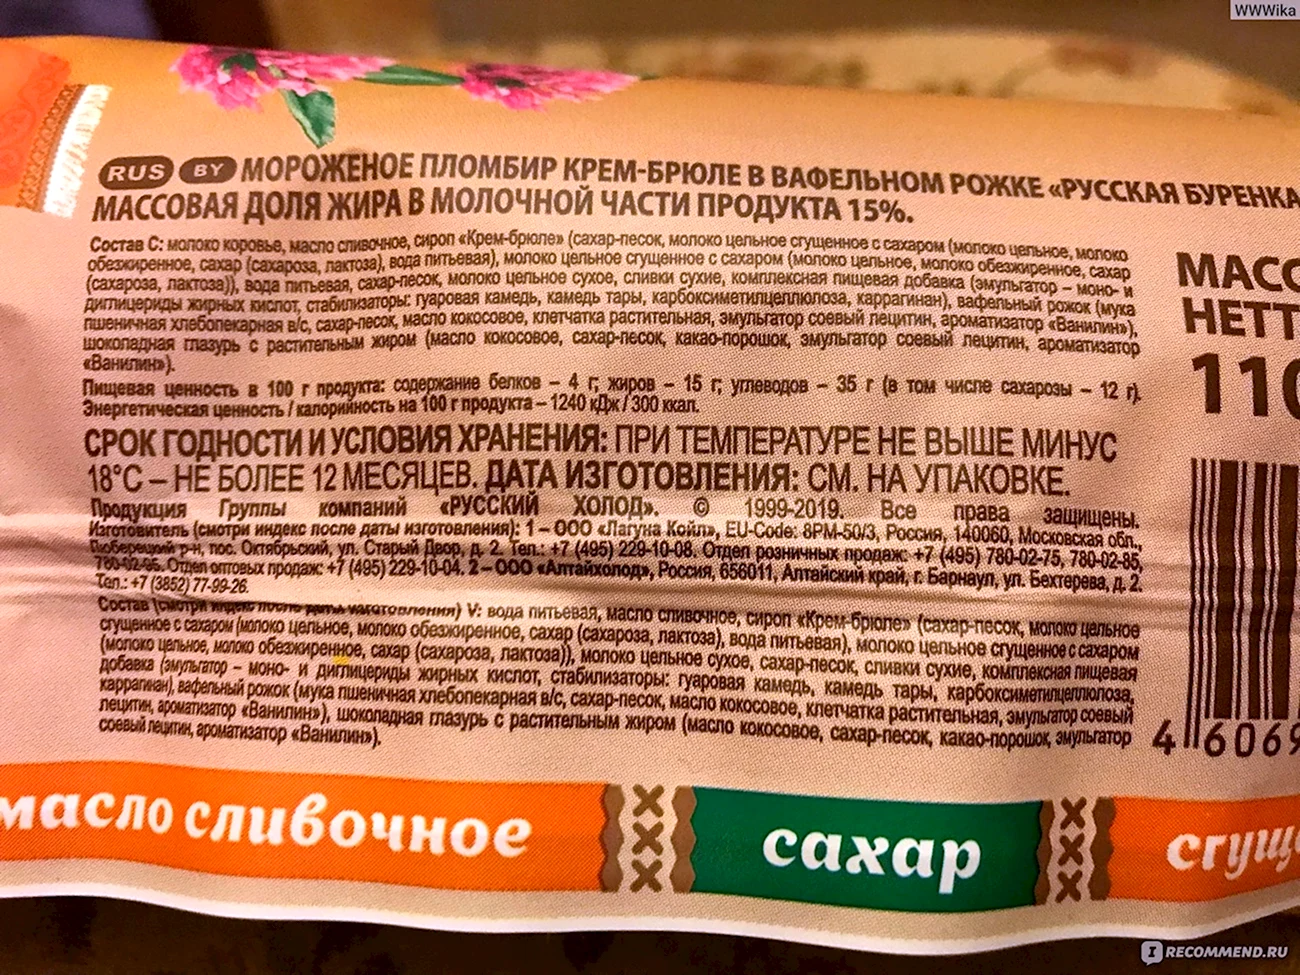 WWWika
RUS BY МОРОЖЕНОЕ ПЛОМБИР КРЕМ-БРЮЛЕ В ВАФЕЛЬНОМ РОЖКЕ «РУССКАЯ БУРЕНКА
МАССОВАЯ ДОЛЯ ЖИРА В МОЛОЧНОЙ ЧАСТИ ПРОДУКТА 15%.
Состав С: молоко коровье, масло сливочное, сироп «Крем-брюле» (сахар-песок, молоко цельное сгущенное с сахаром (молоко цельное, молоко
обезжиренное, сахар (сахароза, лактоза), вода питьевая), молоко цельное сгущенное с сахаром (молоко цельное, молоко обезжиренное, сахар
(сахароза, лактоза)), вода питьевая, сахар-песок, молоко цельное сухое, сливки сухие, комплексная пищевая добавка (эмульгатор – моно- и
диглицериды жирных кислот, стабилизаторы: гуаровая камедь, камедь тары, карбоксиметилцеллюлоза, каррагинан), вафельный рожок (мука
пшеничная хлебопекарная в/с, сахар-песок, масло кокосовое, клетчатка растительная, эмульгатор соевый лецитин, ароматизатор «Ванилин»),
шоколадная глазурь с растительным жиром (масло кокосовое, сахар-песок, какао-порошок, эмульгатор соевый лецитин, ароматизатор
«Ванилин»).
Пищевая ценность в 100 г продукта: содержание белков – 4 г; жиров – 15 г; углеводов – 35 г (в том числе сахарозы – 12 г).
Энергетическая ценность / калорийность на 100 г продукта – 1240 кДж / 300 ккал.
СРОК ГОДНОСТИ И УСЛОВИЯ ХРАНЕНИЯ: ПРИ ТЕМПЕРАТУРЕ НЕ ВЫШЕ МИНУС
18°С – НЕ БОЛЕЕ 12 МЕСЯЦЕВ. ДАТА ИЗГОТОВЛЕНИЯ: СМ. НА УПАКОВКЕ.
Продукция Группы компаний «РУССКИЙ ХОЛОД». © 1999-2019. Все права защищены.
Изготовитель (смотри индекс после даты изготовления): 1 – ООО «Лагуна Койл», EU-Code: 8РМ-50/3, Россия, 140060, Московская обл.,
Люберецкий р-н, пос. Октябрьский, ул. Старый Двор, д. 2. Тел.: +7 (495) 229-10-08. Отдел розничных продаж: +7 (495) 780-02-75, 780-02-85,
780-02-95. Отдел оптовых продаж: +7 (495) 229-10-04. 2 – ООО «Алтайхолод», Россия, 656011, Алтайский край, г. Барнаул, ул. Бехтерева, д. 2.
Тел.: +7 (3852) 77-99-26.
Состав (смотри индекс после даты изготовления) V: вода питьевая, масло сливочное, сироп «Крем-брюле» (сахар-песок, молоко цельное
сгущенное с сахаром (молоко цельное, молоко обезжиренное, сахар (сахароза, лактоза), вода питьевая), молоко цельное сгущенное с сахаром
(молоко цельное, молоко обезжиренное, сахар (сахароза, лактоза)), молоко цельное сухое, сахар-песок, сливки сухие, комплексная пищевая
добавка (эмульгатор – моно- и диглицериды жирных кислот, стабилизаторы: гуаровая камедь, камедь тары, карбоксиметилцеллюлоза,
каррагинан), вафельный рожок (мука пшеничная хлебопекарная в/с, сахар-песок, масло кокосовое, клетчатка растительная, эмульгатор соевый
лецитин, ароматизатор «Ванилин»), шоколадная глазурь с растительным жиром (масло кокосовое, сахар-песок, какао-порошок, эмульгатор
соевый лецитин, ароматизатор «Ванилин»).
МАСС
НЕТТ
110
4 6069
масло сливочное
сахар
сгущ
IRECOMMEND.RU